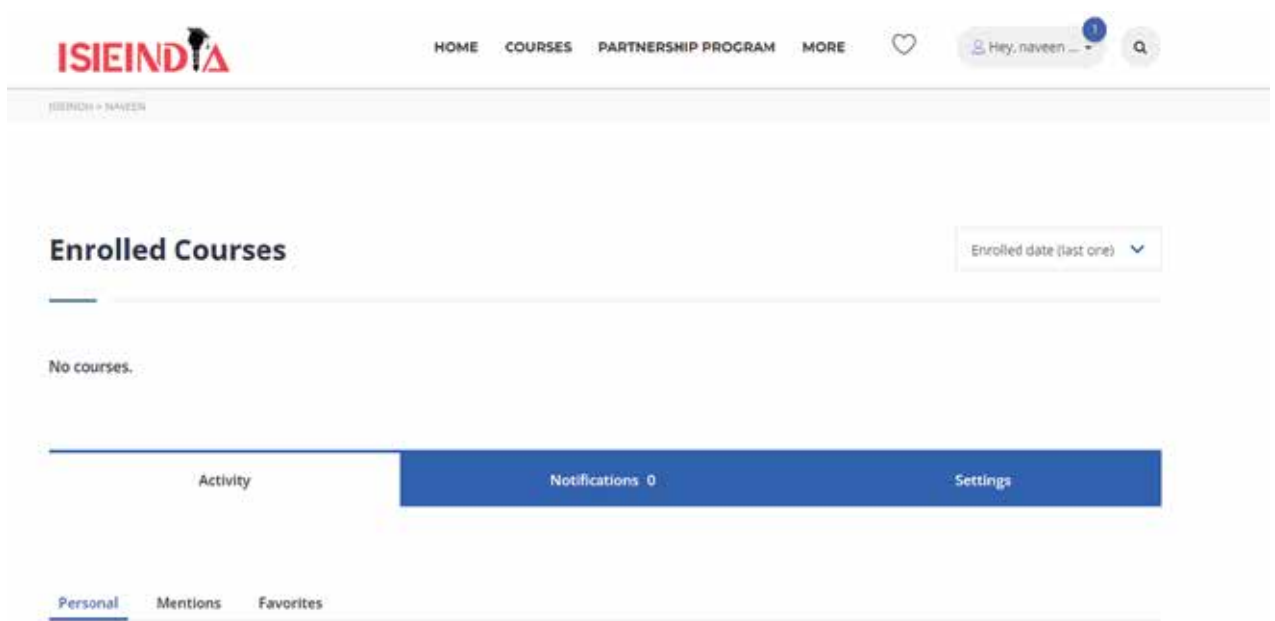 ISIEINDIA
HOME COURSES PARTNERSHIP PROGRAM MORE
1
Hey, naveen ...
ISIEINDIA > NAVEEN
Enrolled Courses
Enrolled date (last one)
No courses.
Activity
Notifications 0
Settings
Personal Mentions Favorites